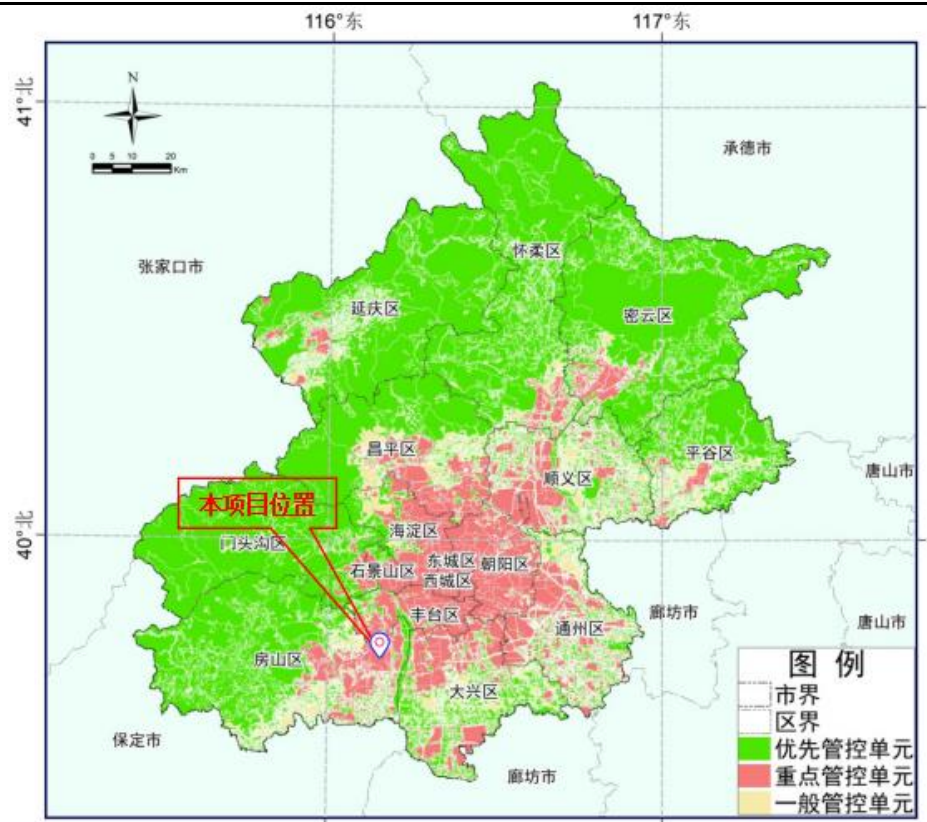 116°东
117°东
41°北
N
0 5 10 20
Km
承德市
张家口市
怀柔区
延庆区
密云区
昌平区
平谷区
顺义区
唐山市
本项目位置
海淀区
门头沟区
东城区
朝阳区
石景山区
西城区
40°北
丰台区
廊坊市
唐山市
通州区
房山区
大兴区
保定市
廊坊市
图 例
市界
区界
优先管控单元
重点管控单元
一般管控单元